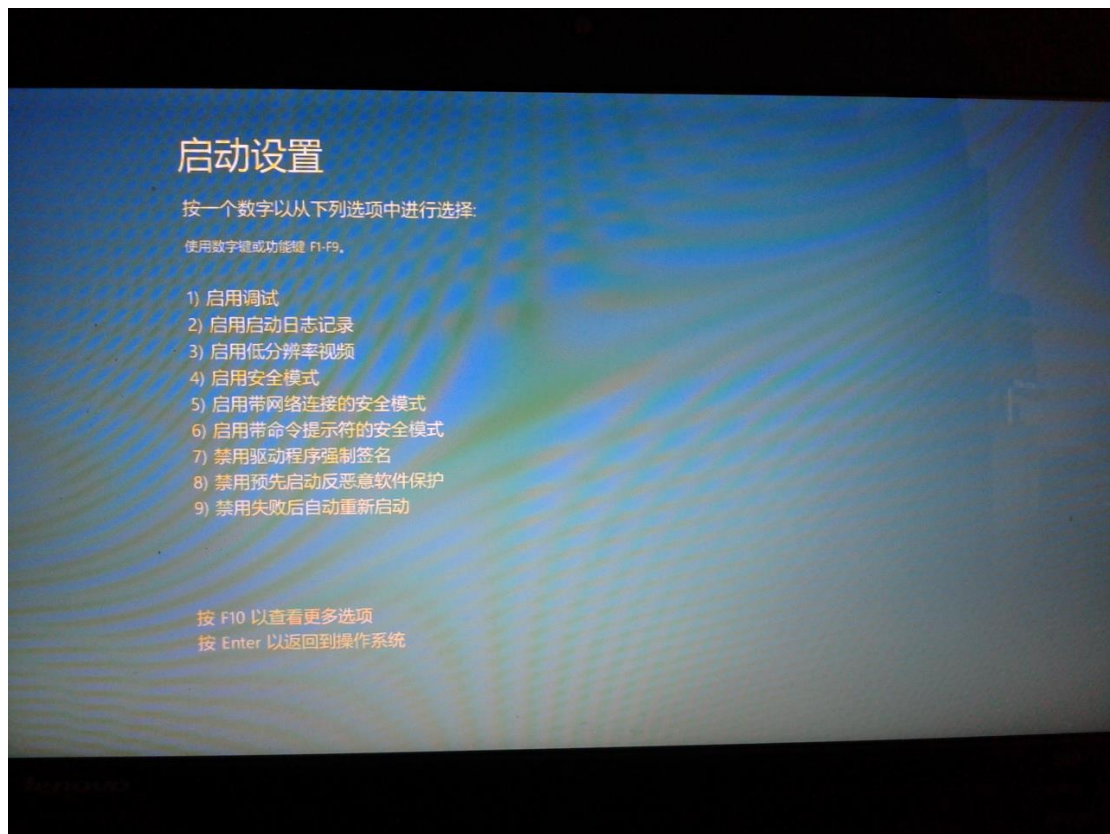 启动设置
按一个数字以从下列选项中进行选择:
使用数字键或功能键 F1-F9。
1) 启用调试
2) 启用启动日志记录
3) 启用低分辨率视频
4) 启用安全模式
5) 启用带网络连接的安全模式
6) 启用带命令提示符的安全模式
7) 禁用驱动程序强制签名
8) 禁用预先启动反恶意软件保护
9) 禁用失败后自动重新启动
按 F10 以查看更多选项
按 Enter 以返回到操作系统
lenovo